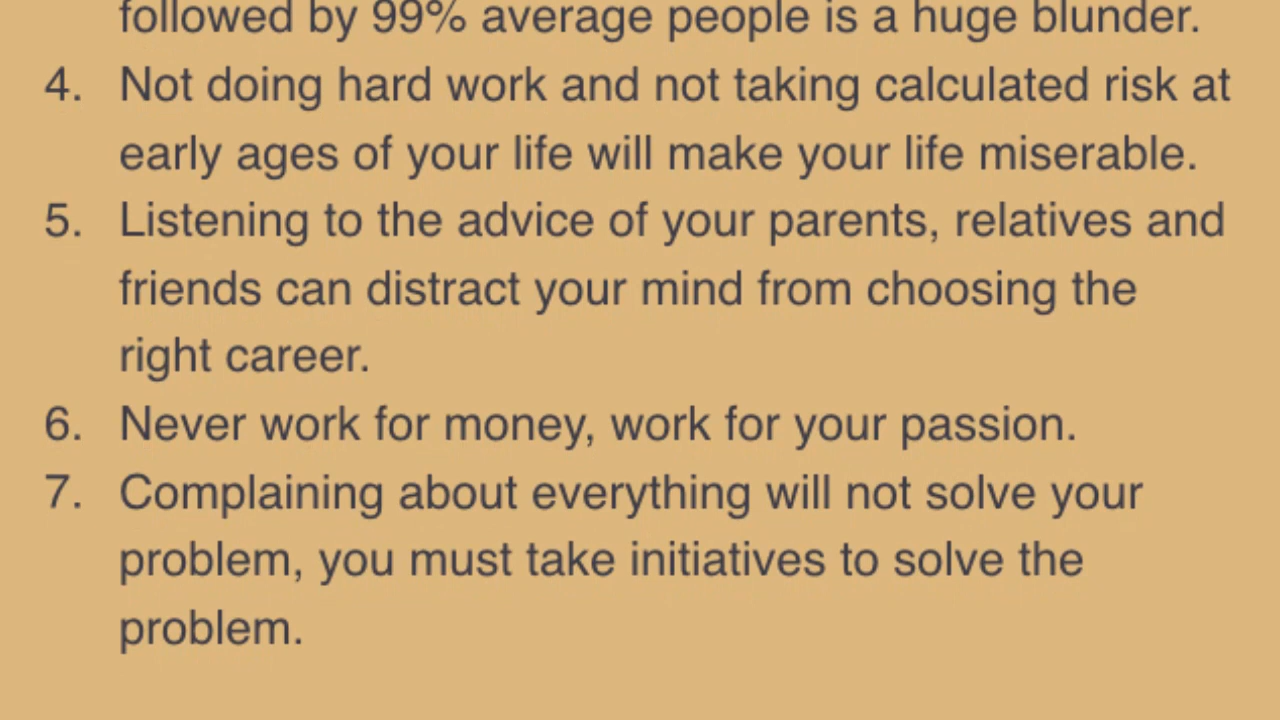 followed by 99% average people is a huge blunder.
4. Not doing hard work and not taking calculated risk at
early ages of your life will make your life miserable.
5. Listening to the advice of your parents, relatives and
friends can distract your mind from choosing the
right career.
6. Never work for money, work for your passion.
7. Complaining about everything will not solve your
problem, you must take initiatives to solve the
problem.